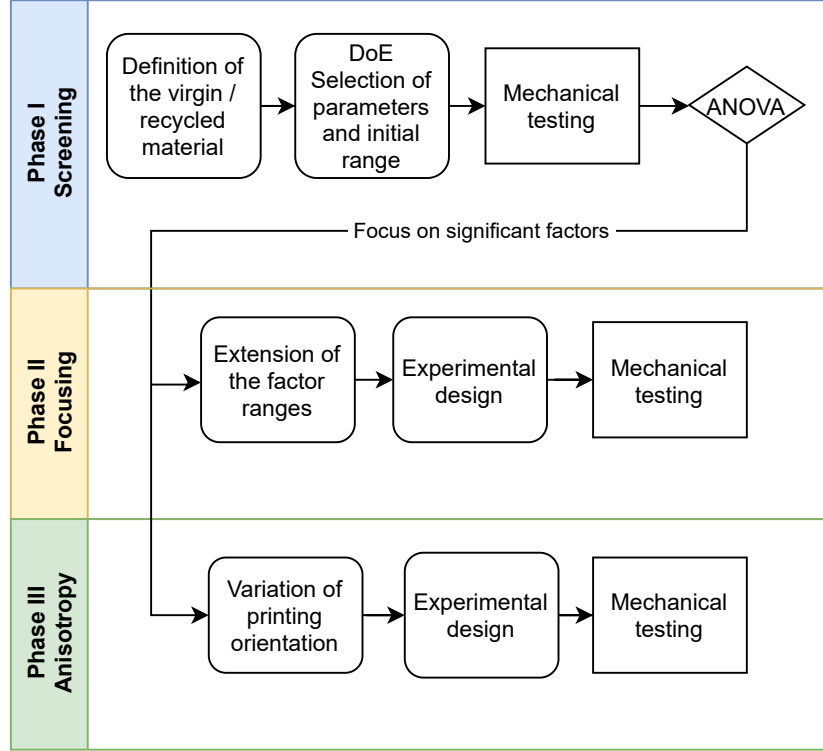 Phase I
Screening
Definition of
the virgin /
recycled
material
DoE
Selection of
parameters
and initial
range
Mechanical
testing
ANOVA
Focus on significant factors
Phase II
Focusing
Extension of
the factor
ranges
Experimental
design
Mechanical
testing
Phase III
Anisotropy
Variation of
printing
orientation
Experimental
design
Mechanical
testing